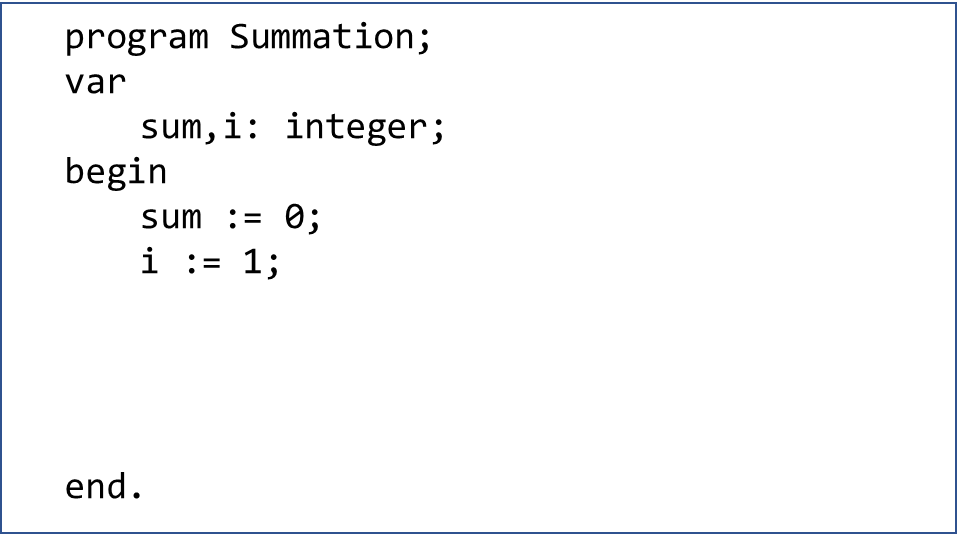 program Summation;
var
sum,i: integer;
begin
sum := 0;
i := 1;
end.